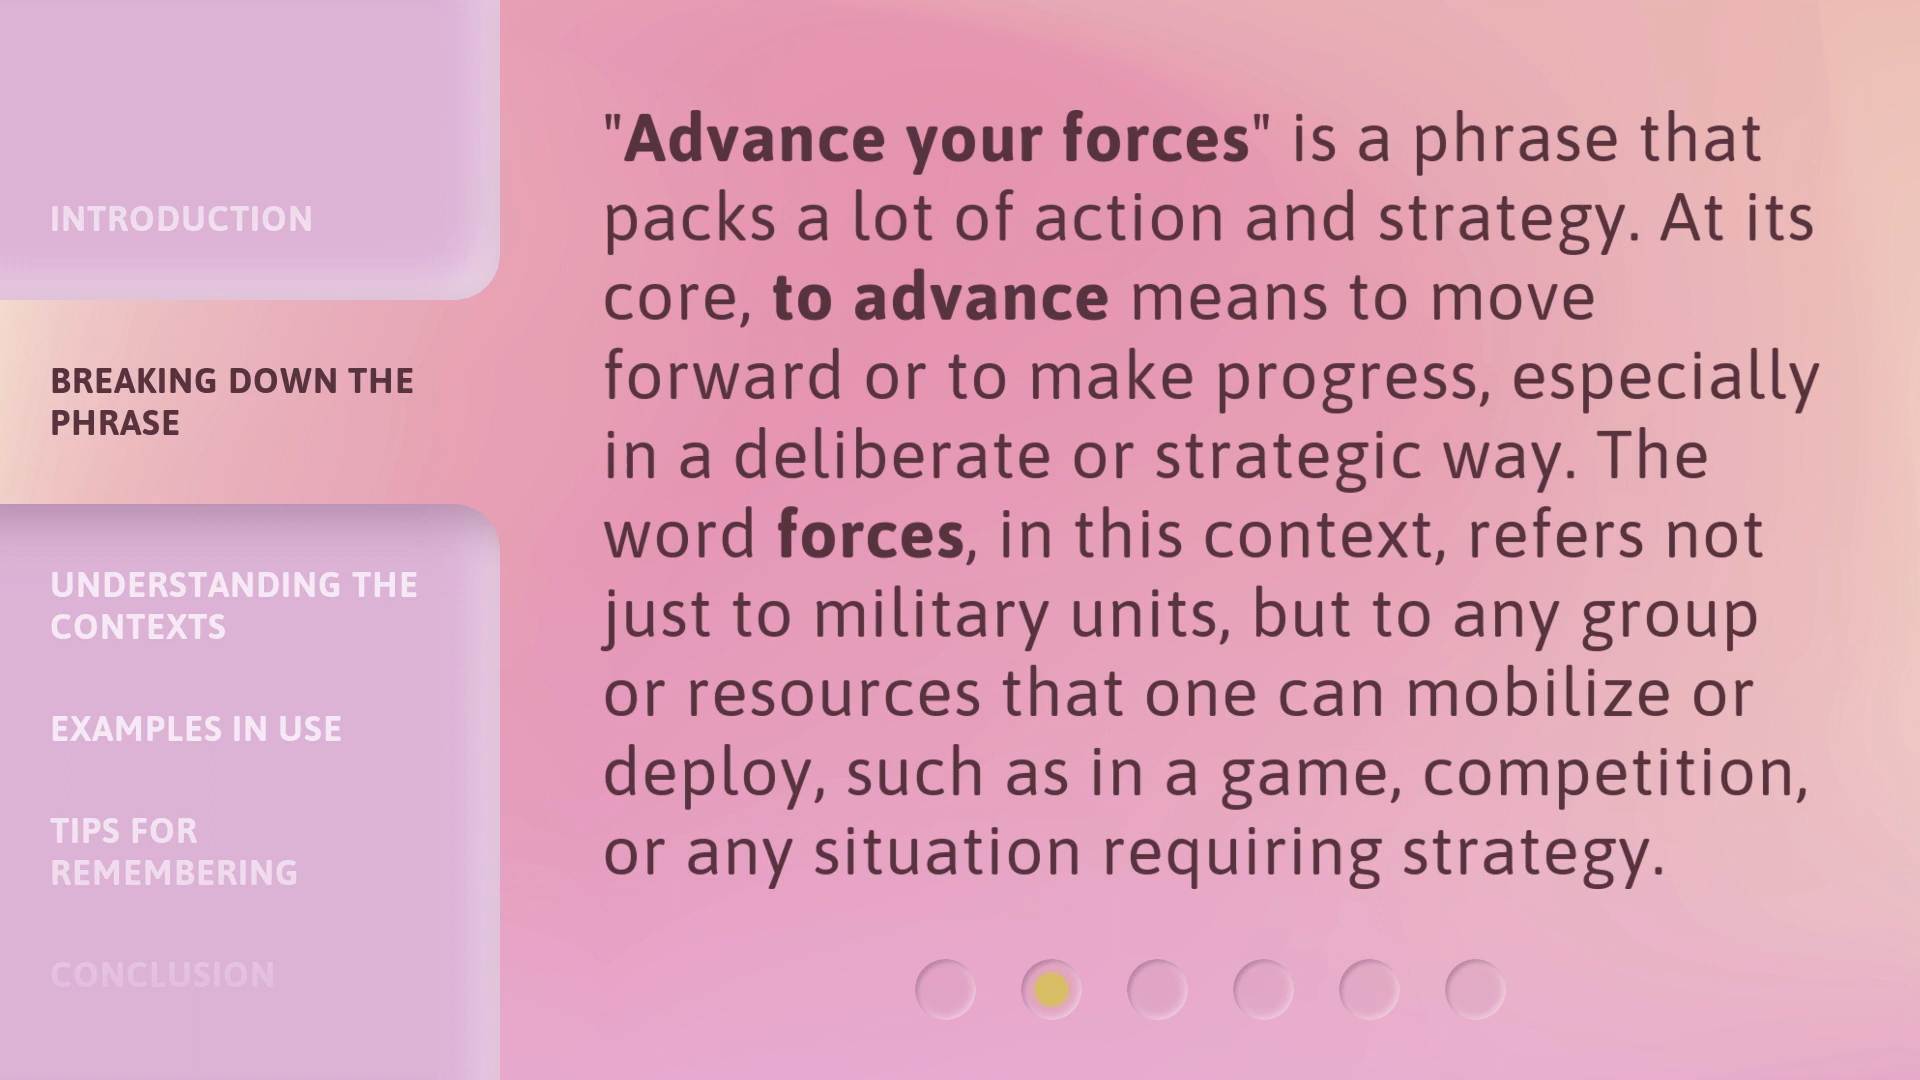 INTRODUCTION
BREAKING DOWN THE
PHRASE
UNDERSTANDING THE
CONTEXTS
EXAMPLES IN USE
TIPS FOR
REMEMBERING
CONCLUSION
"Advance your forces" is a phrase that
packs a lot of action and strategy. At its
core, to advance means to move
forward or to make progress, especially
in a deliberate or strategic way. The
word forces, in this context, refers not
just to military units, but to any group
or resources that one can mobilize or
deploy, such as in a game, competition,
or any situation requiring strategy.